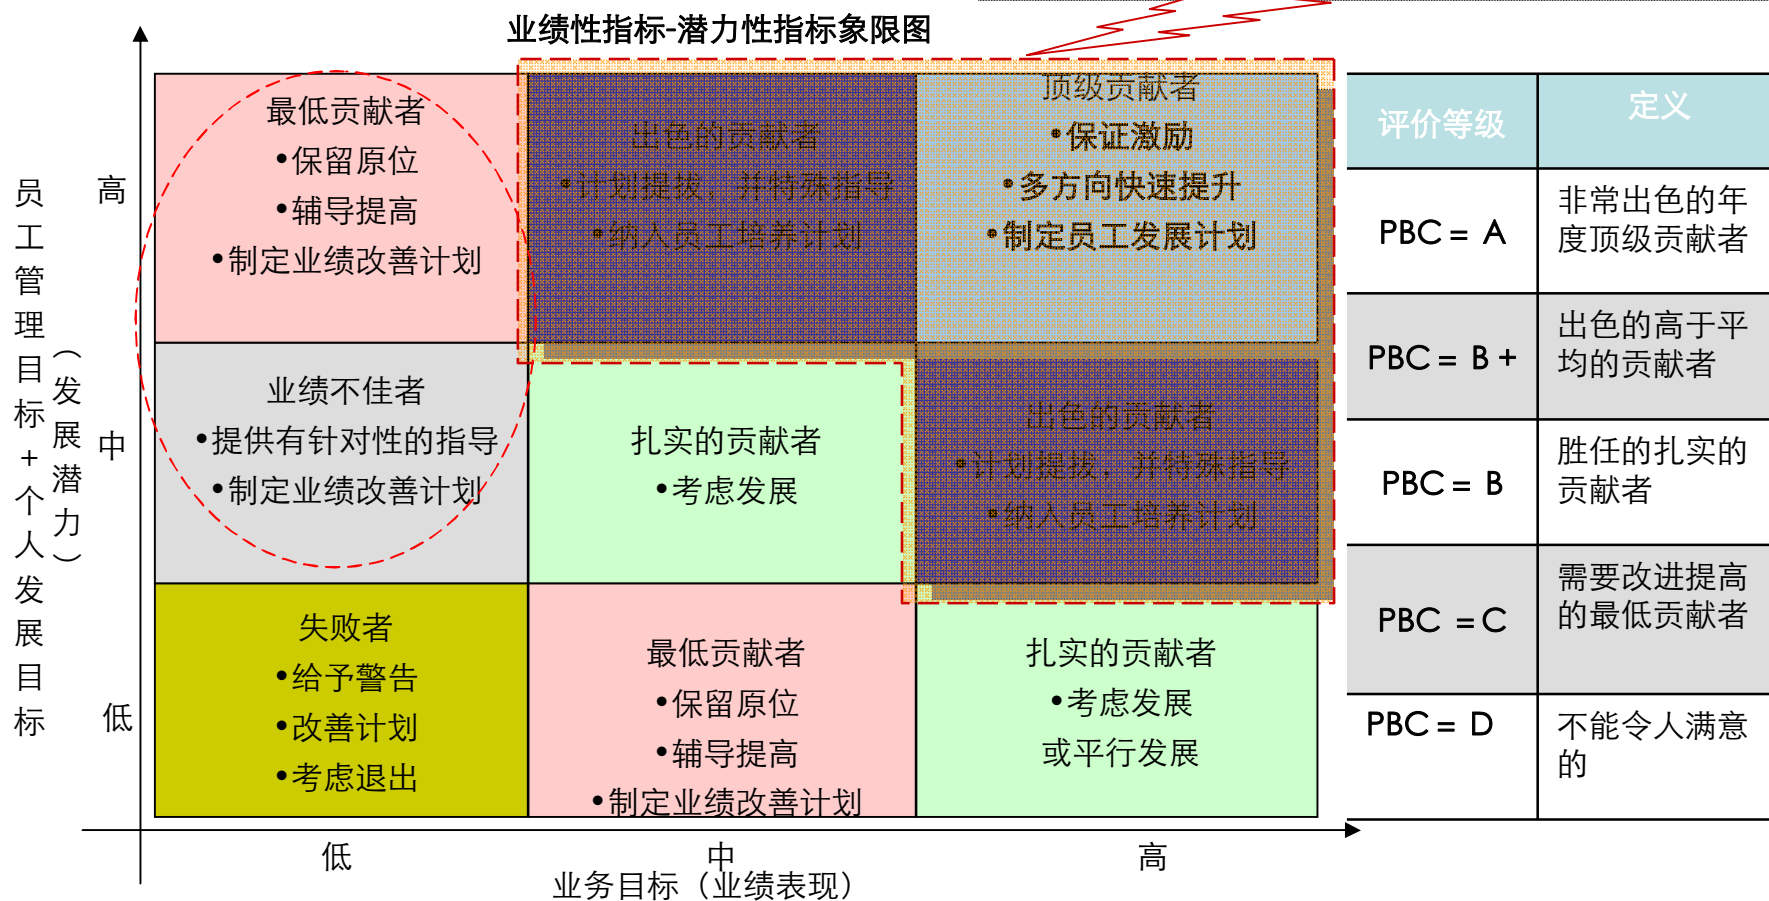 业绩性指标-潜力性指标象限图
员工管理目标+个人发展目标
（发展潜力）
高
中
低
最低贡献者
•保留原位
•辅导提高
•制定业绩改善计划
出色的贡献者
•计划提拔，并特殊指导
•纳人员工培养计划
顶级贡献者
•保证激励
•多方向快速提升
•制定员工发展计划
业绩不佳者
•提供有针对性的指导
•制定业绩改善计划
扎实的贡献者
•考虑发展
出色的贡献者
•计划提拔，并特殊指导
•纳入员工培养计划
失败者
•给予警告
•改善计划
•考虑退出
最低贡献者
•保留原位
•辅导提高
•制定业绩改善计划
扎实的贡献者
•考虑发展
或平行发展
低
中
高
业务目标（业绩表现）
评价等级
定义
PBC = A
非常出色的年
度顶级贡献者
PBC = B +
出色的高于平
均的贡献者
PBC = B
胜任的扎实的
贡献者
PBC = C
需要改进提高
的最低贡献者
PBC = D
不能令人满意
的